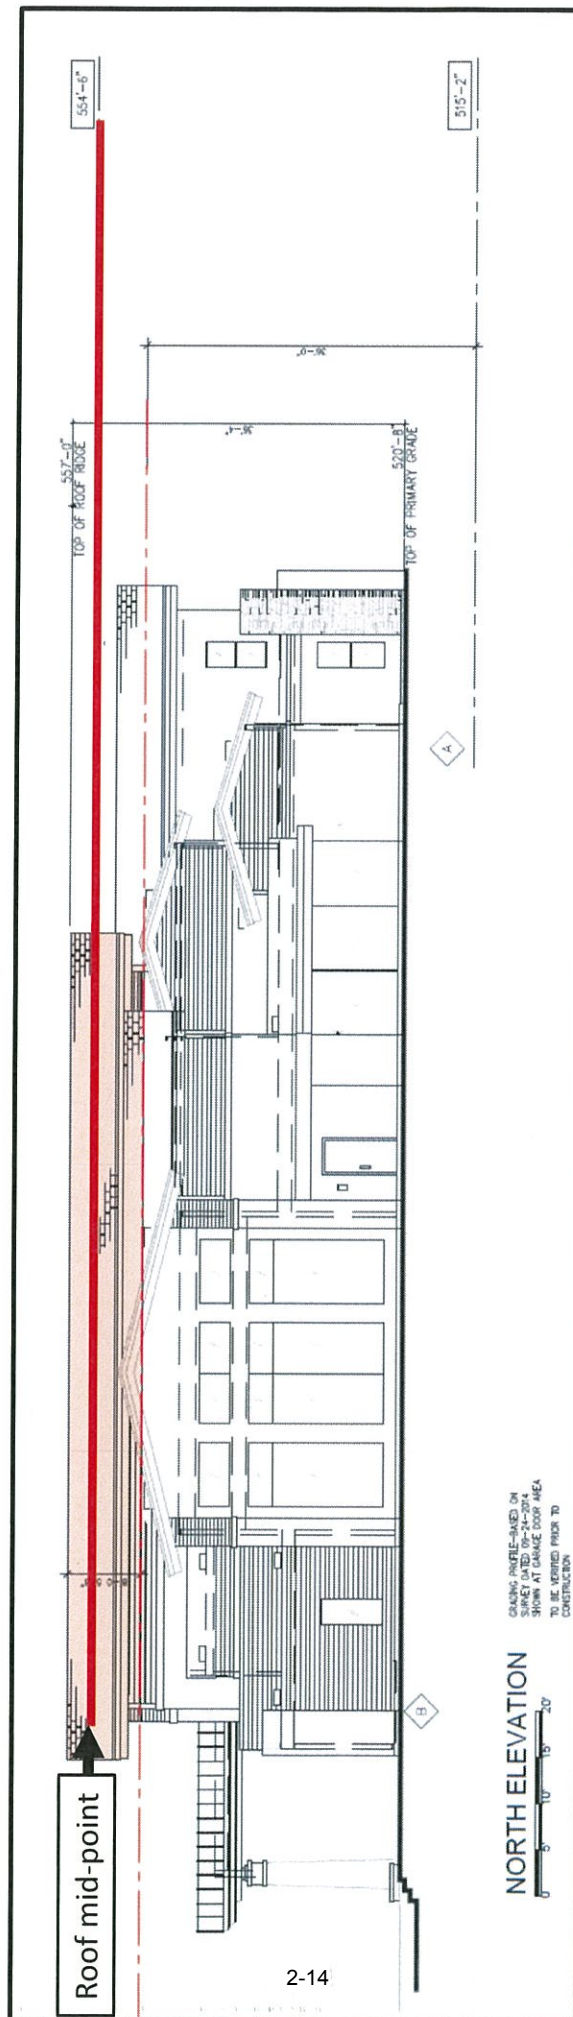 554'-6"
515'-2"
36'-0"
557'-0"
TOP OF ROOF RIDGE
520'-8"
TOP OF PRIMARY GRADE
A
B
Roof mid-point
NORTH ELEVATION
0 5' 10' 15' 20'
GRADING PROFILE-BASED ON
SURVEY DATED 09-24-2014
SHOWN AT GARAGE DOOR AREA
TO BE VERIFIED PRIOR TO
CONSTRUCTION
2-14